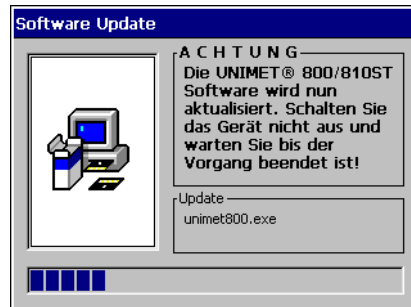 Software Update
ACHTUNG
Die UNIMET® 800/810ST
Software wird nun
aktualisiert. Schalten Sie
das Gerät nicht aus und
warten Sie bis der
Vorgang beendet ist!
Update
unimet800.exe